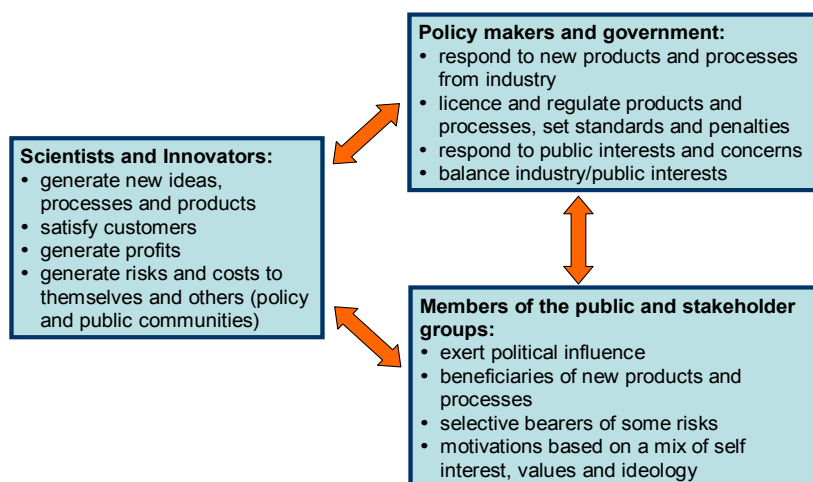 Policy makers and government:
• respond to new products and processes
from industry
• licence and regulate products and
processes, set standards and penalties
• respond to public interests and concerns
• balance industry/public interests
Scientists and Innovators:
• generate new ideas,
processes and products
• satisfy customers
• generate profits
• generate risks and costs to
themselves and others (policy
and public communities)
Members of the public and stakeholder
groups:
• exert political influence
• beneficiaries of new products and
processes
• selective bearers of some risks
• motivations based on a mix of self
interest, values and ideology